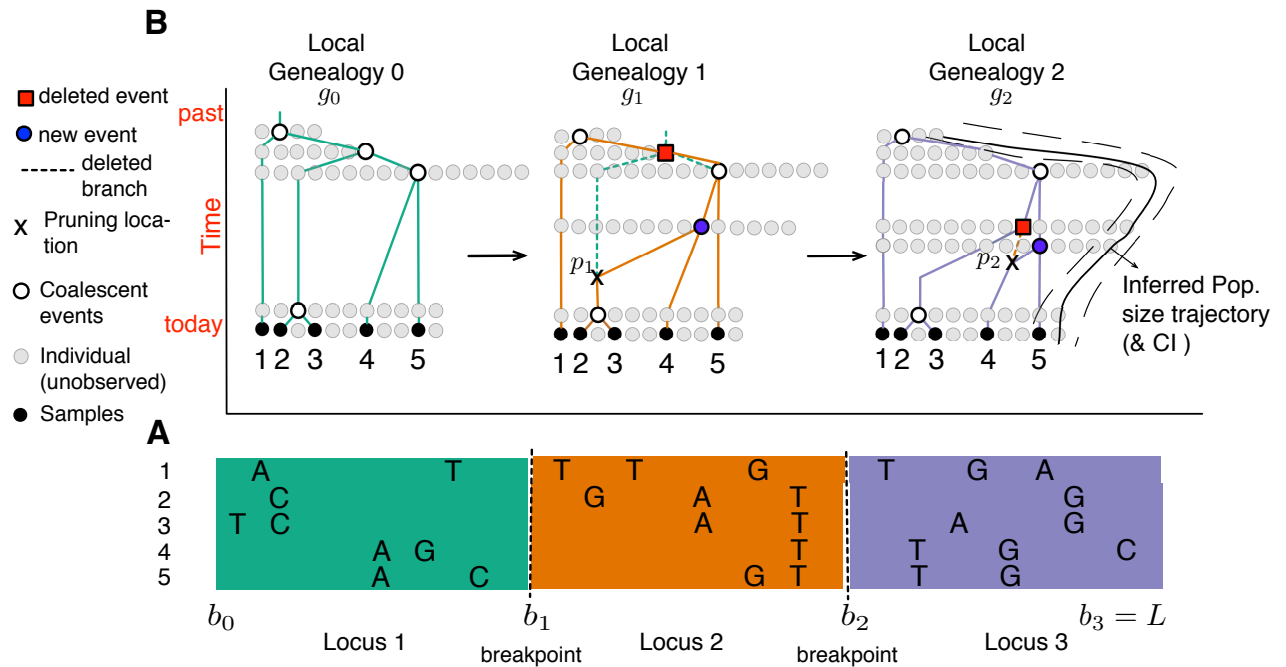 B
Local
Genealogy 0
g₀
Local
Genealogy 1
g₁
Local
Genealogy 2
g₂
deleted event
new event
deleted
branch
X Pruning loca-
tion
Coalescent
events
Individual
(unobserved)
Samples
past
Time
today
p₁
X
p₂
X
Inferred Pop.
size trajectory
(& CI )
1 2 3 4 5
1 2 3 4 5
1 2 3 4 5
A
1 A T T T G T G A
2 C G A T G
3 T C A T A G
4 A G T T G C
5 A C G T T G
b₀ b₁ b₂ b₃ = L
Locus 1 breakpoint Locus 2 breakpoint Locus 3